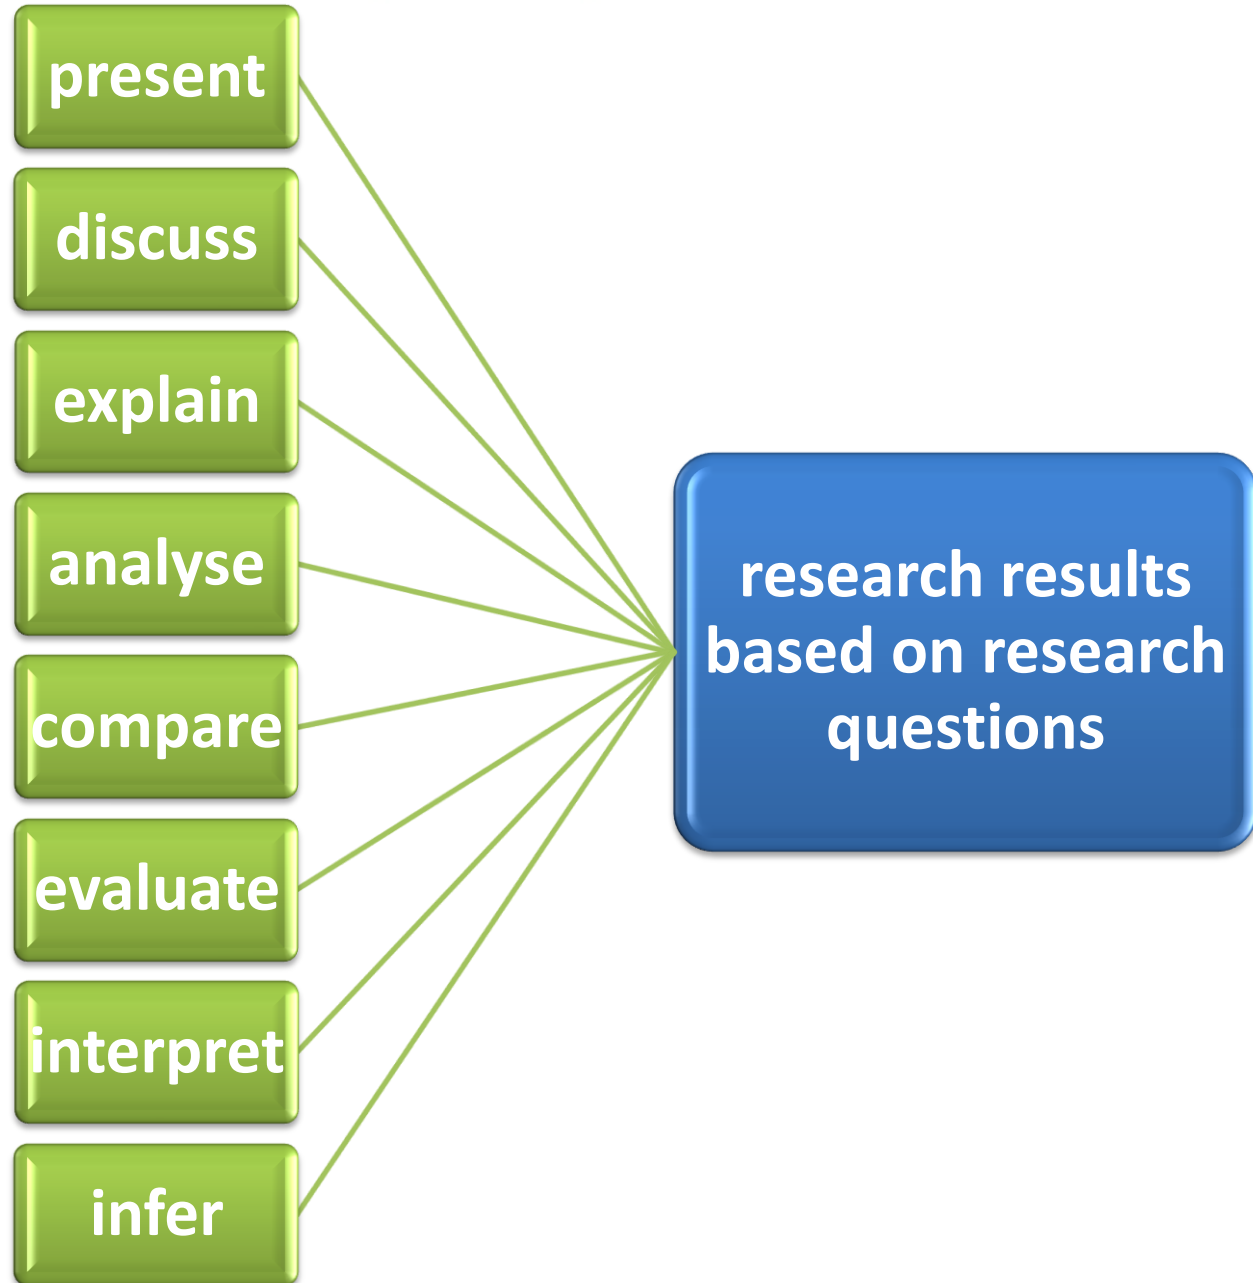 present
discuss
explain
analyse
compare
evaluate
interpret
infer
research results
based on research
questions